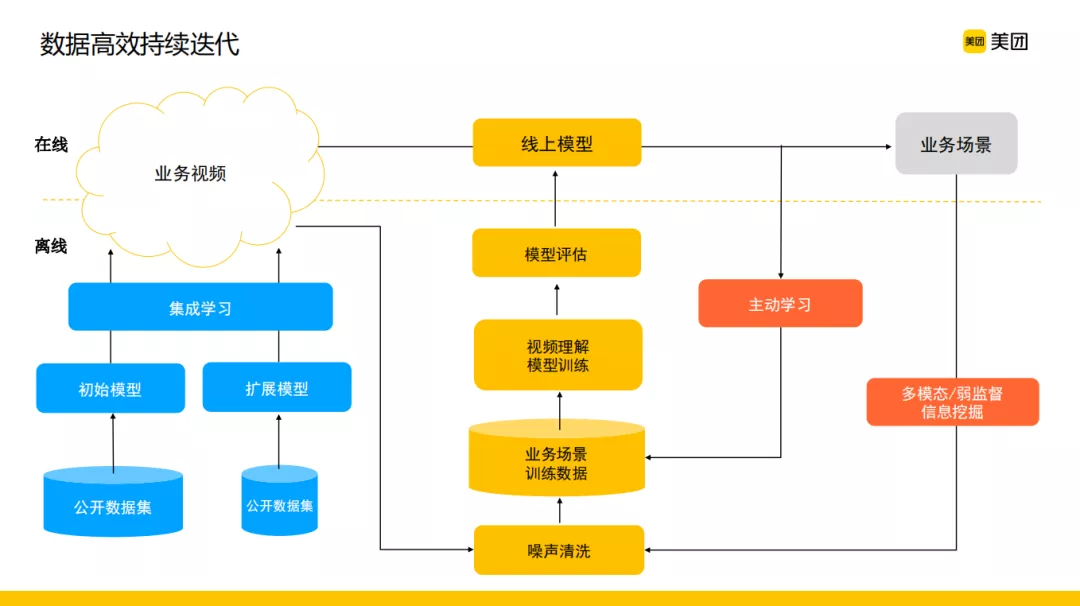 数据高效持续迭代
美团 美团
在线
业务视频
线上模型
业务场景
离线
模型评估
集成学习
主动学习
视频理解
模型训练
初始模型
扩展模型
多模态/弱监督
信息挖掘
业务场景
训练数据
公开数据集
公开数据集
噪声清洗